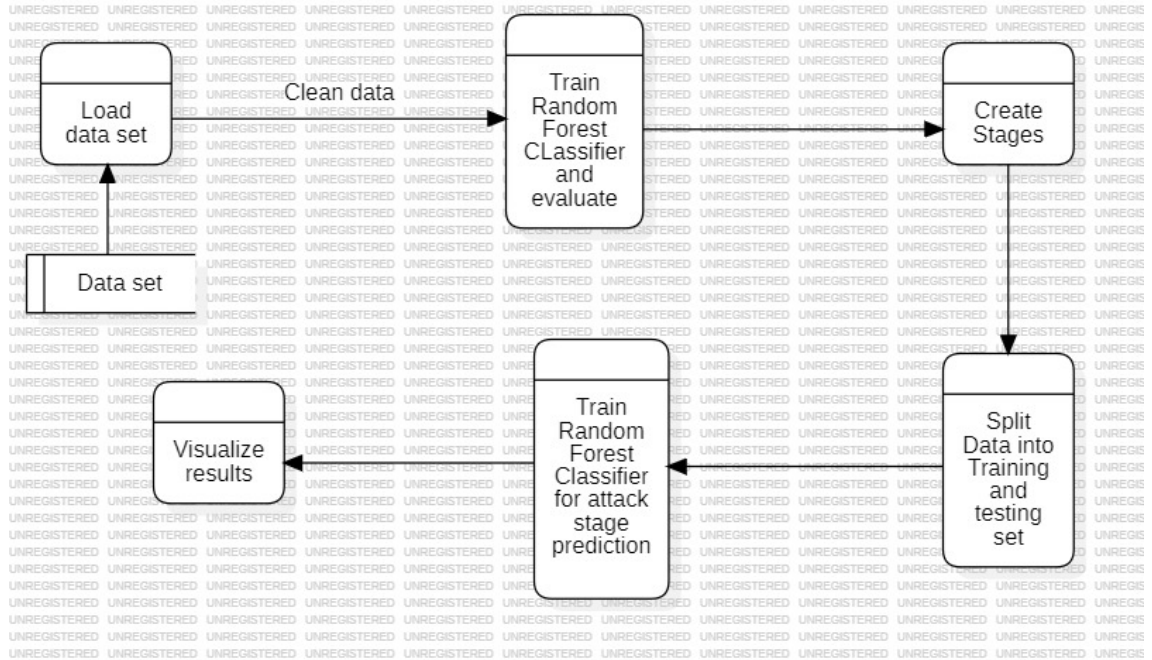 Load
data set
Clean data
Train
Random
Forest
CLassifier
and
evaluate
Create
Stages
Data set
Split
Data into
Training
and
testing
set
Train
Random
Forest
Classifier
for attack
stage
prediction
Visualize
results
UNREGISTERED